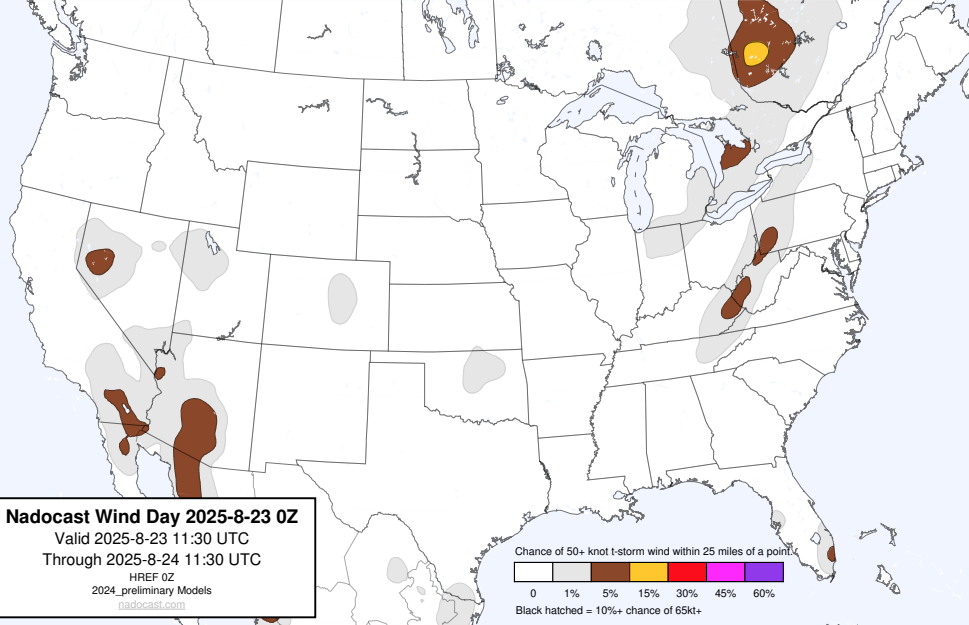 Nadocast Wind Day 2025-8-23 0Z
Valid 2025-8-23 11:30 UTC
Through 2025-8-24 11:30 UTC
HREF 0Z
2024_preliminary Models
nadocast.com
Chance of 50+ knot t-storm wind within 25 miles of a point.
0 1% 5% 15% 30% 45% 60%
Black hatched = 10%+ chance of 65kt+